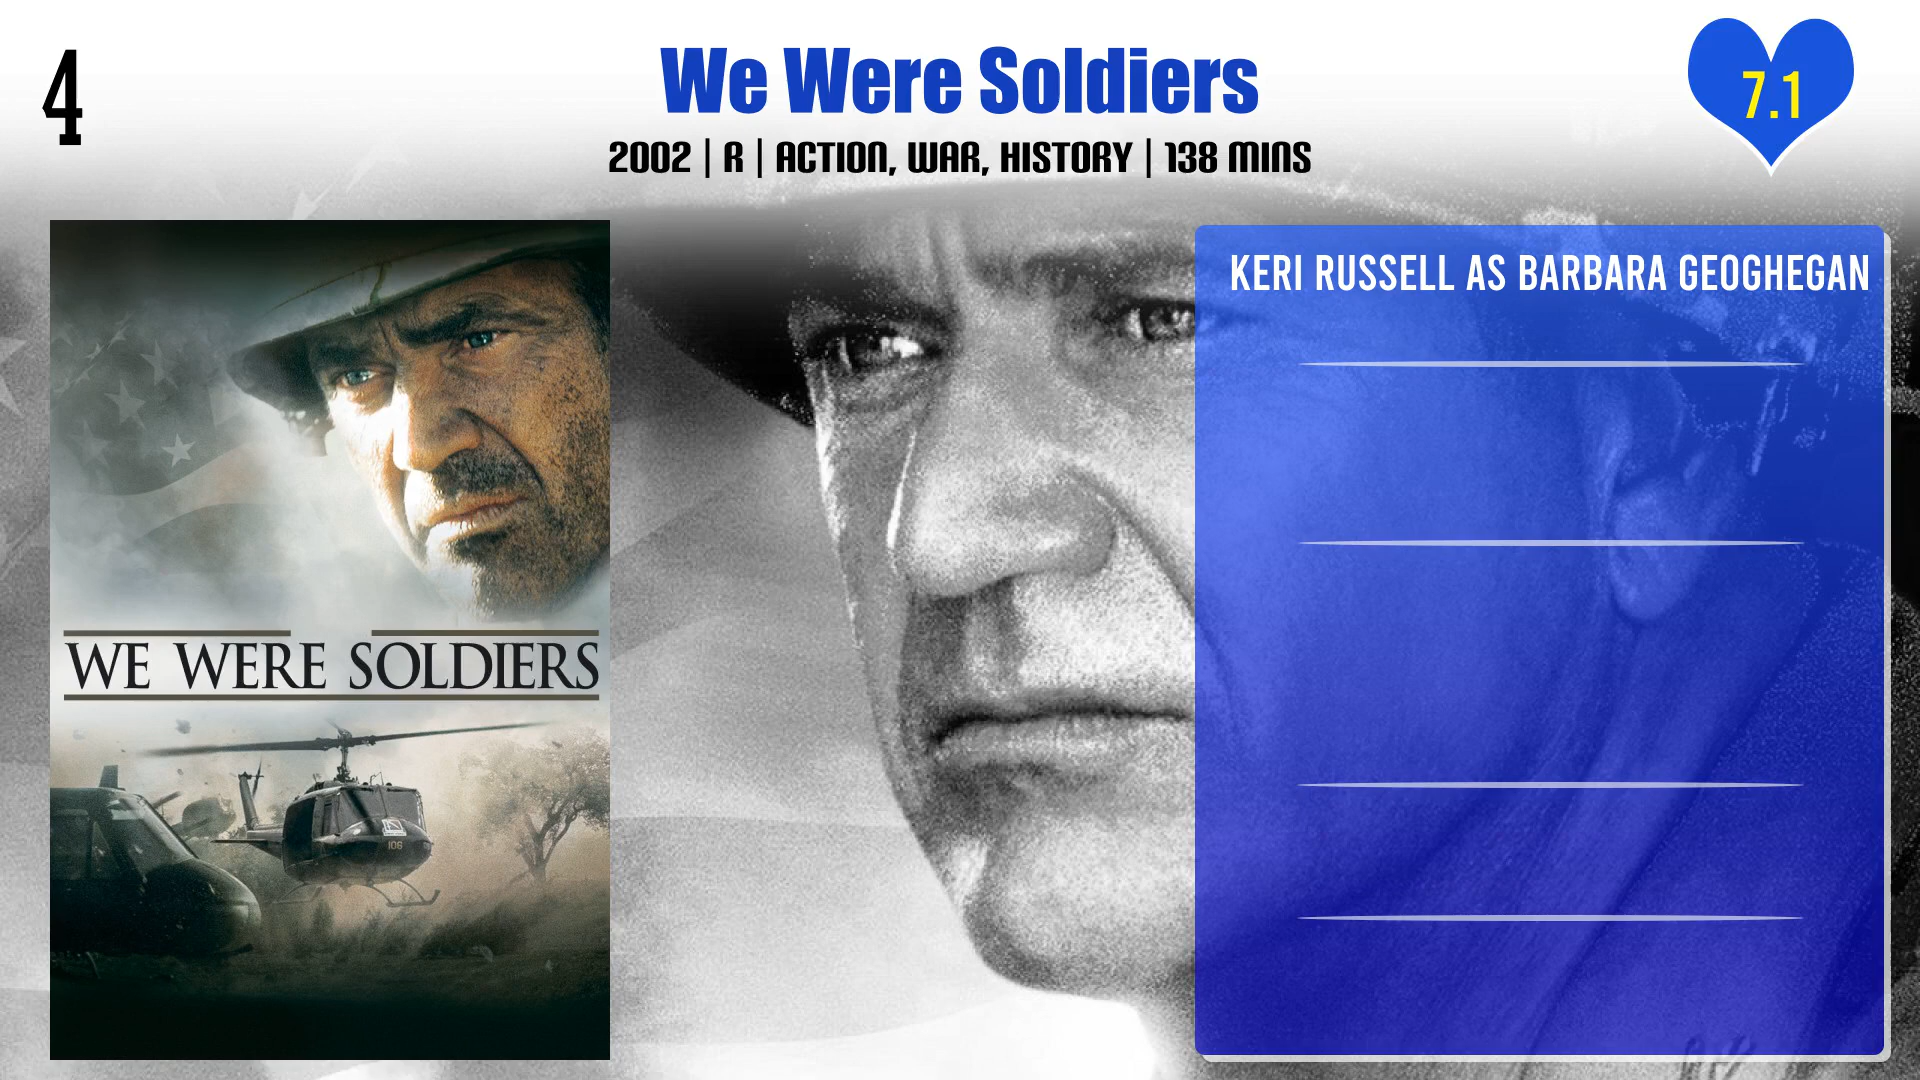 4
We Were Soldiers
7.1
2002 | R | ACTION, WAR, HISTORY | 138 MINS
KERI RUSSELL AS BARBARA GEOGHEGAN
WE WERE SOLDIERS
106